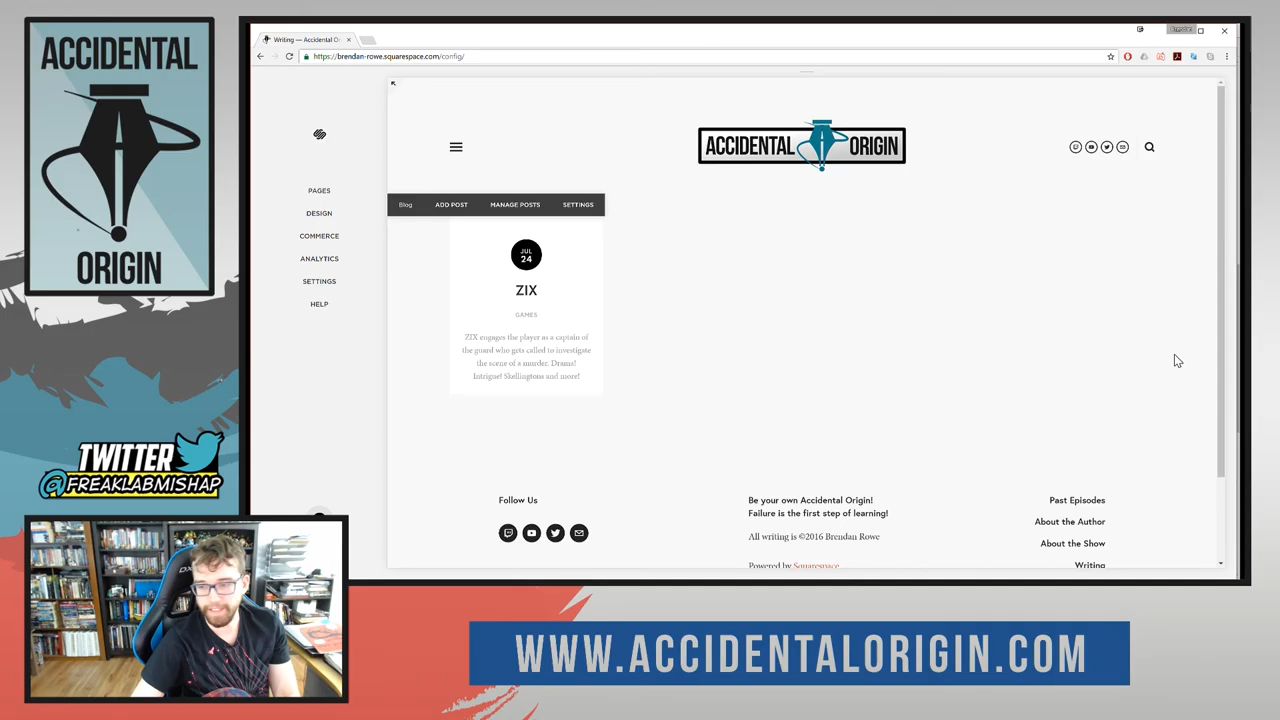 ACCIDENTAL
ORIGIN
TWITTER
@FREAKLABMISHAP
Writing — Accidental O
https://brendan-rowe.squarespace.com/config/
PAGES
DESIGN
COMMERCE
ANALYTICS
SETTINGS
HELP
ACCIDENTAL ORIGIN
Blog ADD POST MANAGE POSTS SETTINGS
JUL
24
ZIX
GAMES
ZIX engages the player as a captain of
the guard who gets called to investigate
the scene of a murder. Drama!
Intrigue! Skellingtons and more!
Follow Us
Be your own Accidental Origin!
Failure is the first step of learning!
All writing is ©2016 Brendan Rowe
Powered by Squarespace
Past Episodes
About the Author
About the Show
Writing
WWW.ACCIDENTALORIGIN.COM